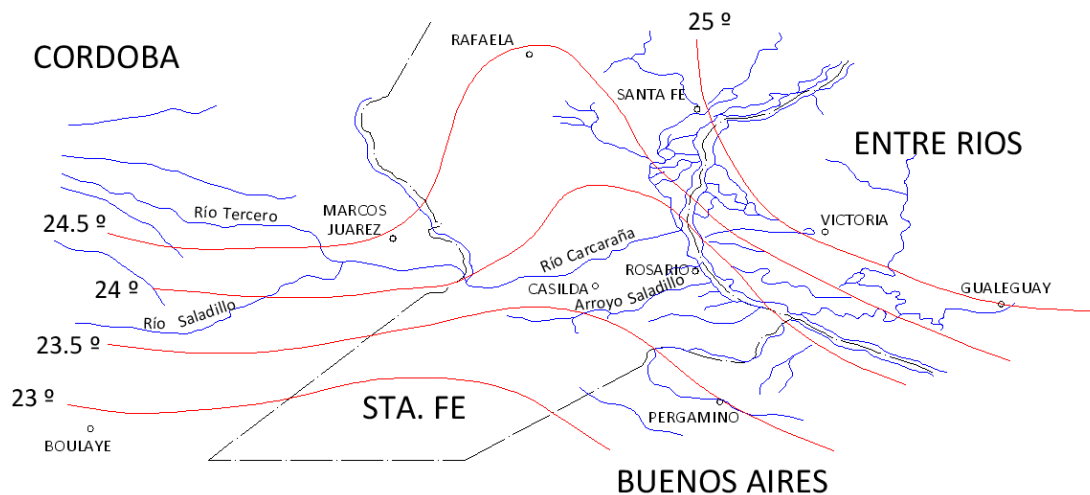 25 º
CORDOBA
RAFAELA
SANTA FE
ENTRE RIOS
Río Tercero
MARCOS
JUAREZ
24.5 º
VICTORIA
Río Carcaraña
ROSARIO
24 º
CASILDA
GUALEGUAY
Arroyo Saladillo
Río Saladillo
23.5 º
23 º
STA. FE
PERGAMINO
BOULAYE
BUENOS AIRES